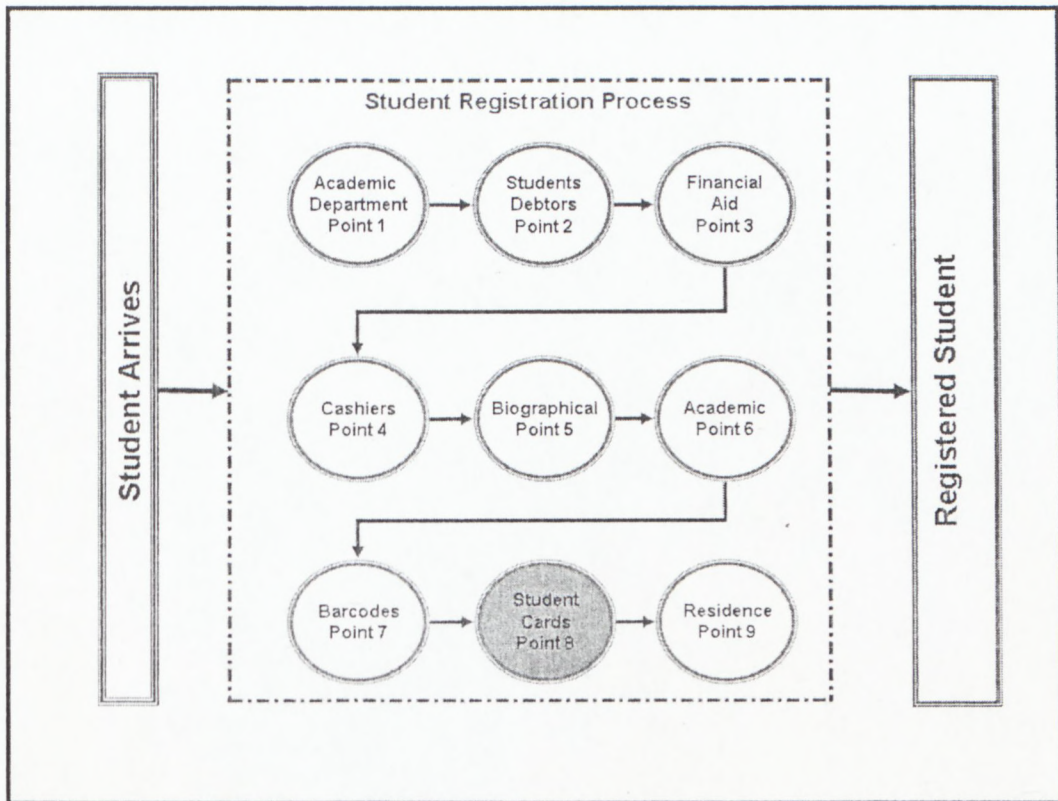 Student Registration Process
Student Arrives
Academic
Department
Point 1
Students
Debtors
Point 2
Financial
Aid
Point 3
Cashiers
Point 4
Biographical
Point 5
Academic
Point 6
Barcodes
Point 7
Student
Cards
Point 8
Residence
Point 9
Registered Student